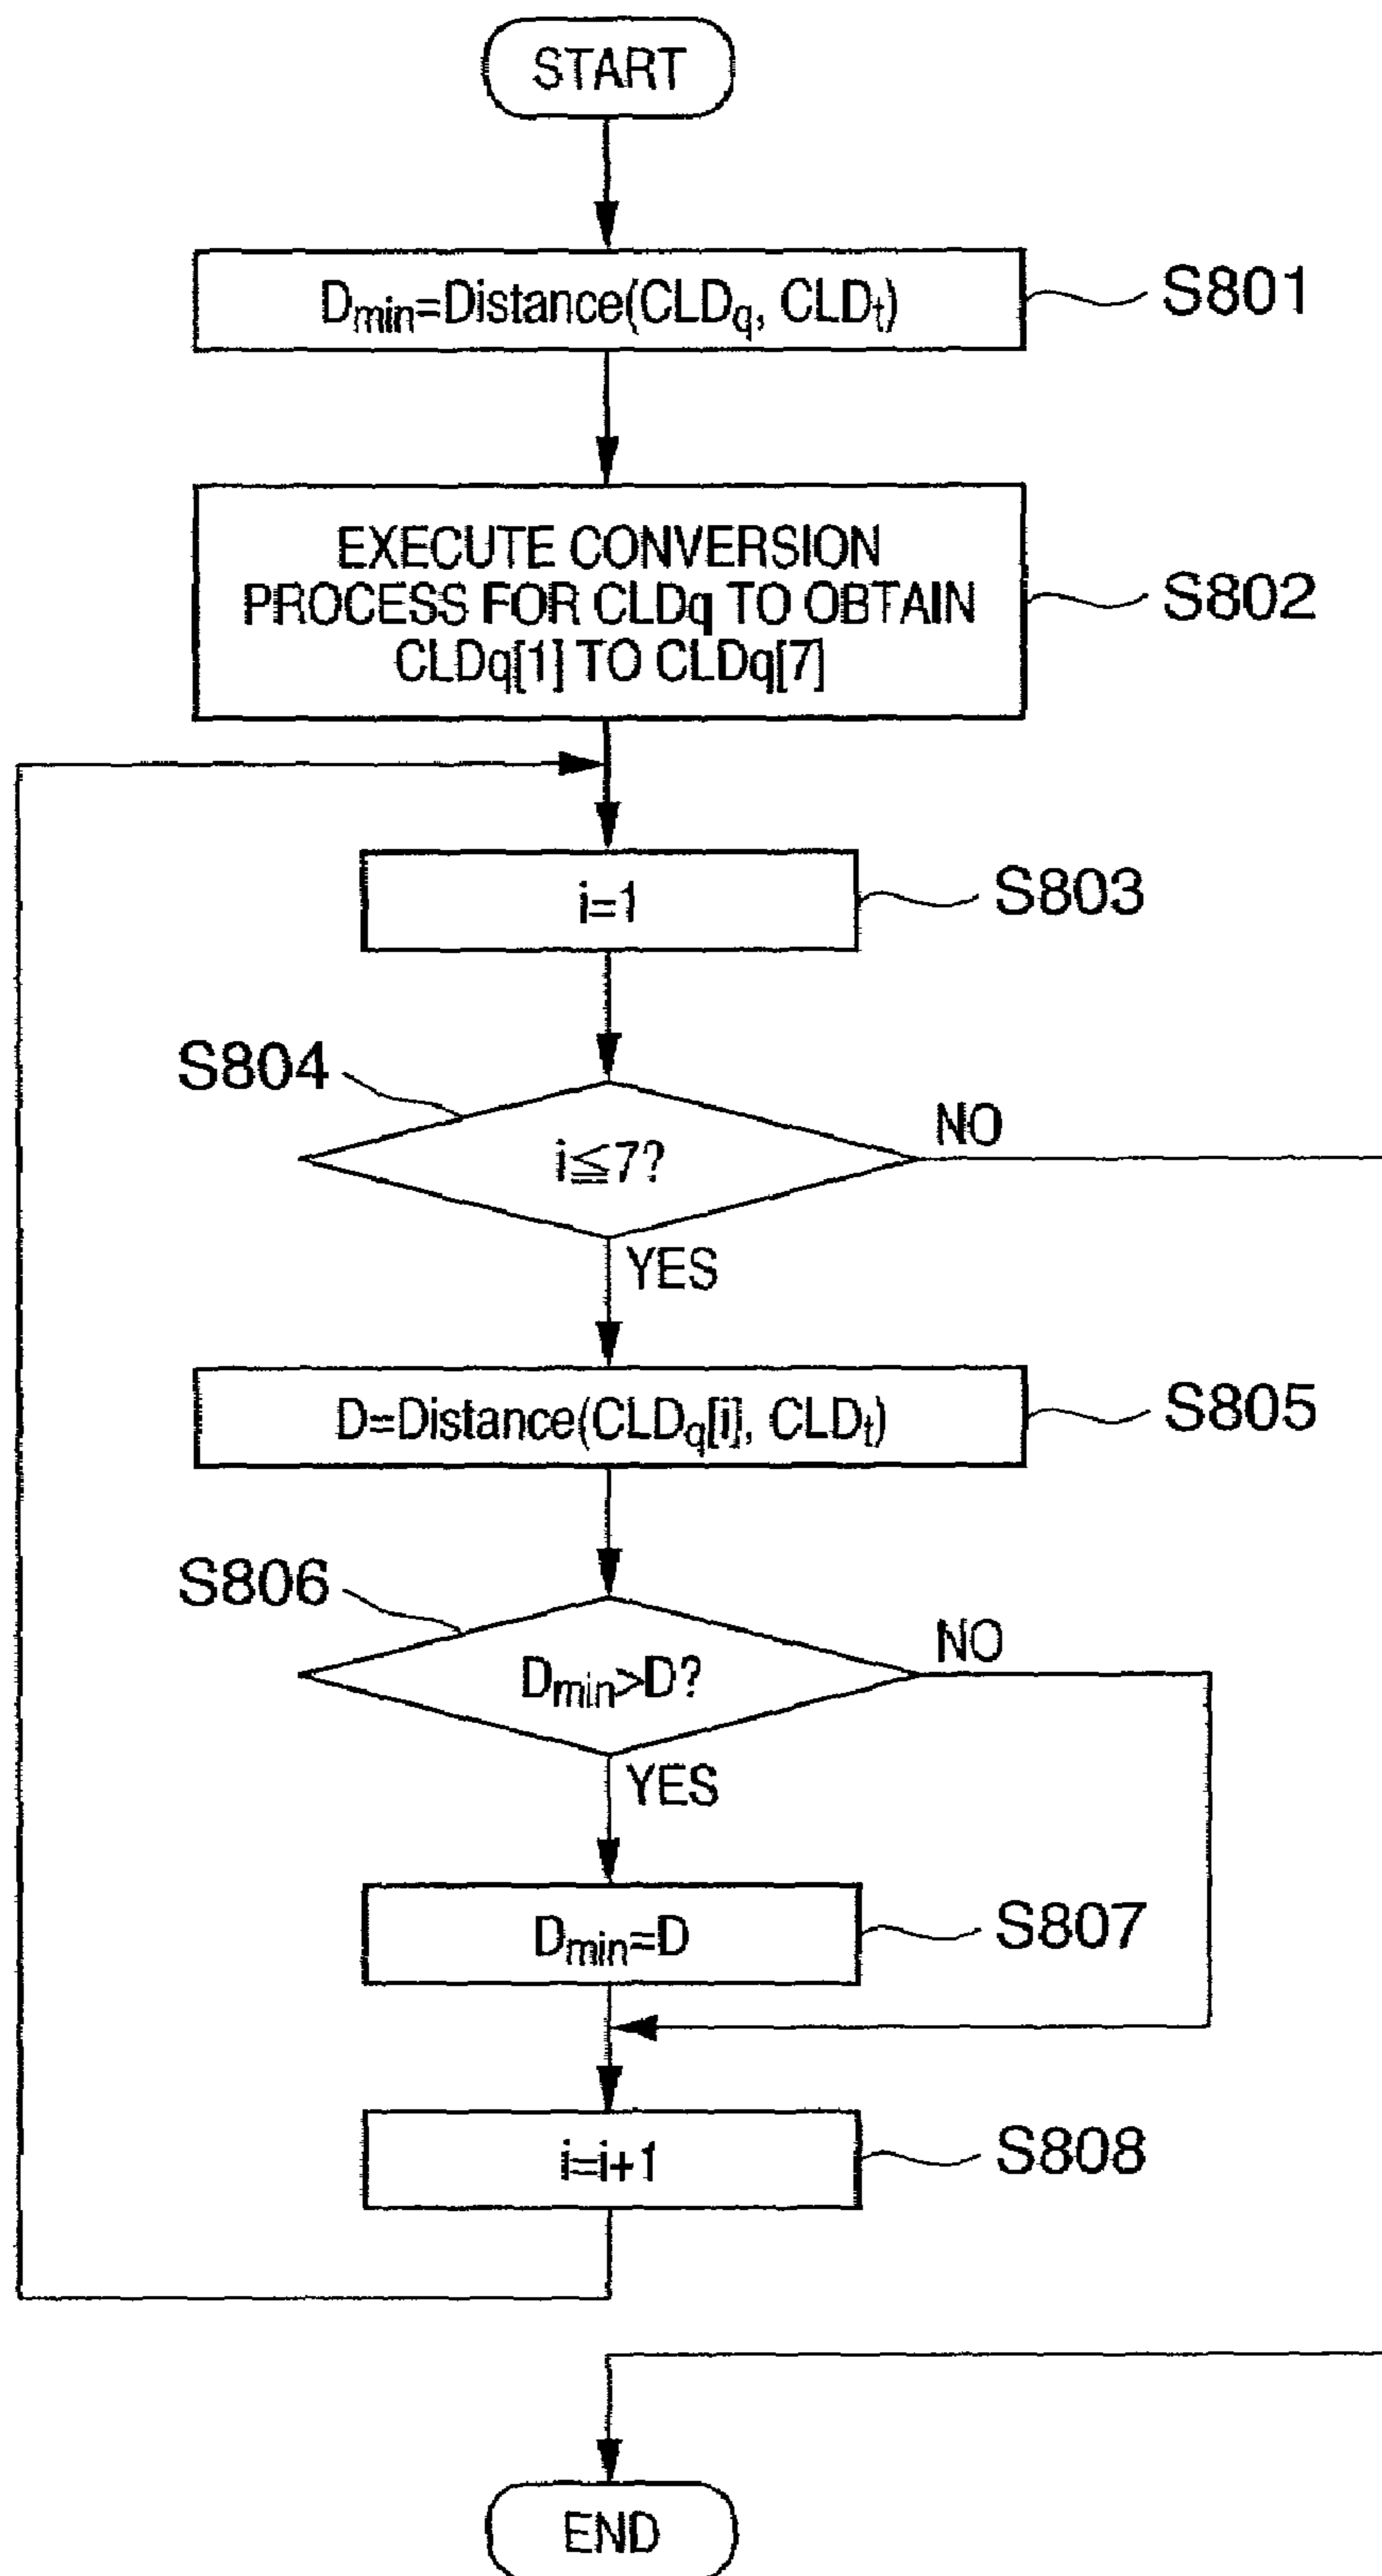 START
Dmin=Distance(CLDq, CLDt)
S801
EXECUTE CONVERSION
PROCESS FOR CLDq TO OBTAIN
CLDq[1] TO CLDq[7]
S802
i=1
S803
S804
i≦7?
NO
YES
D=Distance(CLDq[i], CLDt)
S805
S806
Dmin>D?
NO
YES
Dmin=D
S807
i=i+1
S808
END